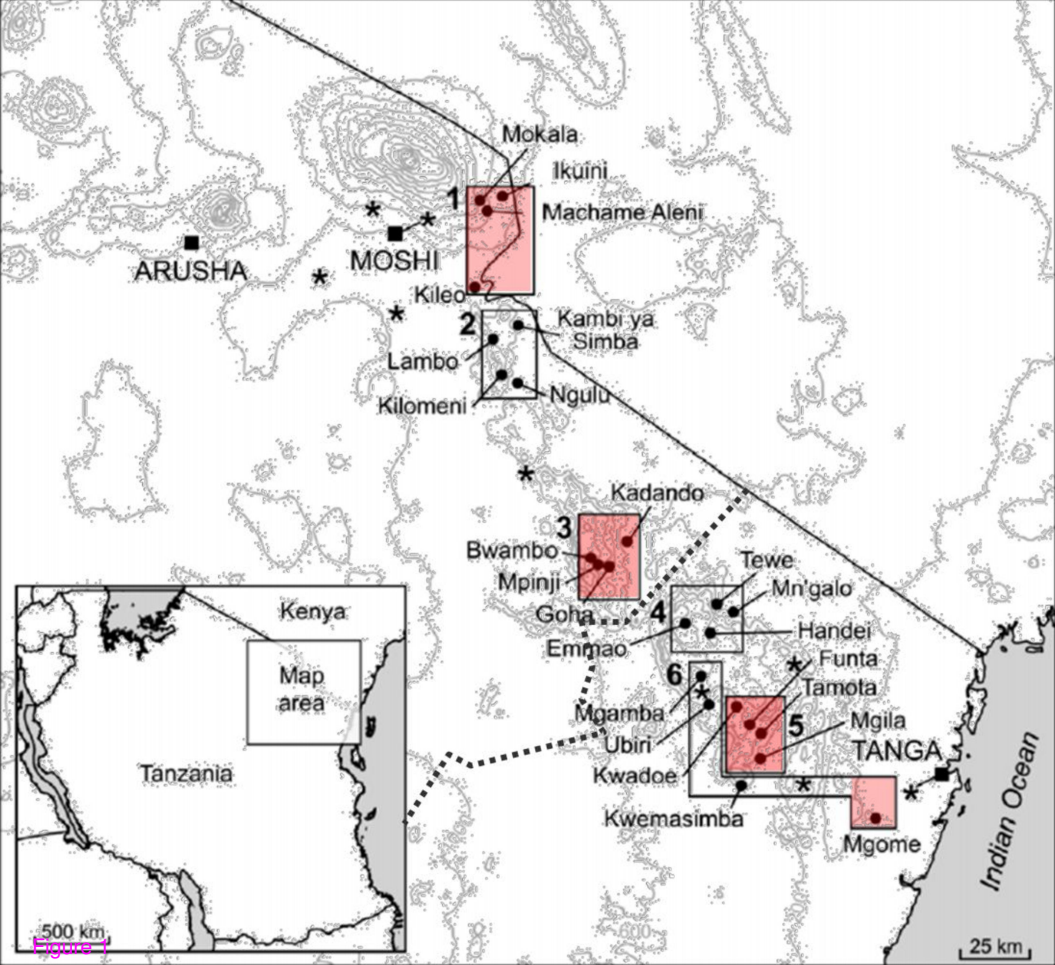 Mokala
Ikuini
1
Machame Aleni
MOSHI
ARUSHA
Kileo
2
Kambi ya
Simba
Lambo
Ngulu
Kilomeni
Kadando
3
Bwambo
Mpinji
Goha
Tewe
Mn'galo
4
Handei
Emmao
Funta
6
Tamota
Mgamba
5
Mgila
Ubiri
TANGA
Kwadoe
Kwemasimba
Mgome
Indian Ocean
25 km
Kenya
Map
area
Tanzania
500 km
Figure 1